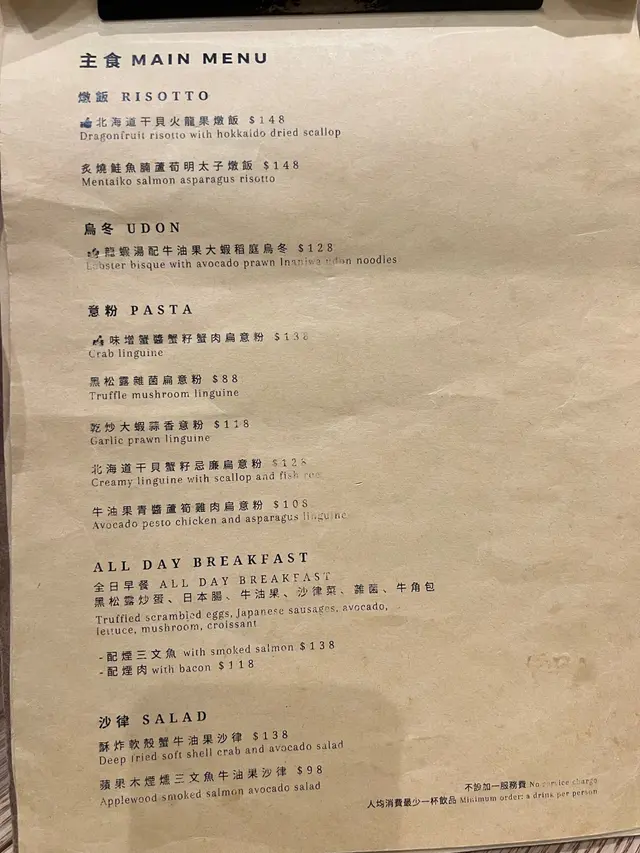 主食 MAIN MENU
燉飯 RISOTTO
北海道干貝火龍果燉飯 $148
Dragonfruit risotto with hokkaido dried scallop
炙燒鮭魚腩蘆荀明太子燉飯 $148
Mentaiko salmon asparagus risotto
烏冬 UDON
龍蝦湯配牛油果大蝦稻庭烏冬 $128
Lobster bisque with avocado prawn Inaniwa udon noodles
意粉 PASTA
味增蟹醬蟹籽蟹肉扁意粉 $138
Crab linguine
黑松露雜菌扁意粉 $88
Truffle mushroom linguine
乾炒大蝦蒜香意粉 $118
Garlic prawn linguine
北海道干貝蟹籽忌廉扁意粉 $128
Creamy linguine with scallop and fish roe
牛油果青醬蘆筍雞肉扁意粉 $108
Avocado pesto chicken and asparagus linguine
ALL DAY BREAKFAST
全日早餐 ALL DAY BREAKFAST
黑松露炒蛋、日本腸、牛油果、沙律菜、雜菌、牛角包
Truffled scrambled eggs, Japanese sausages, avocado,
lettuce, mushroom, croissant
-配煙三文魚 with smoked salmon $138
-配煙肉 with bacon $118
沙律 SALAD
酥炸軟殼蟹牛油果沙律 $138
Deep fried soft shell crab and avocado salad
蘋果木煙燻三文魚牛油果沙律 $98
Applewood smoked salmon avocado salad
不設加一服務費 No service charge
人均消費最少一杯飲品 Minimum order: a drink per person